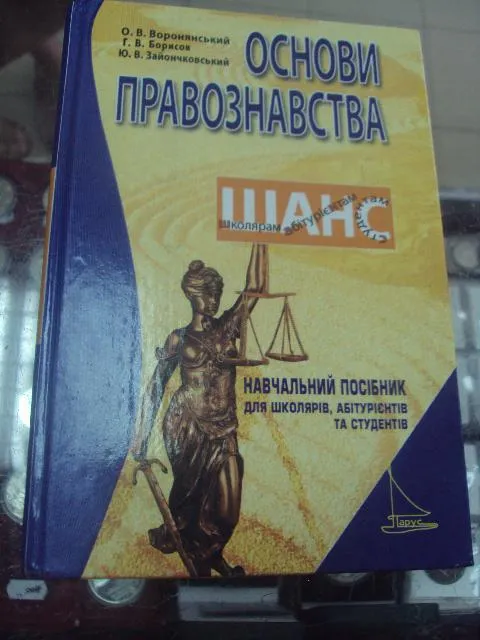 О. В. Воронянський
Г. В. Борисов
Ю. В. Зайончковський
ОСНОВИ
ПРАВОЗНАВСТВА
ШАНС
Школярам абітурієнтам студентам
НАВЧАЛЬНИЙ ПОСІБНИК
ДЛЯ ШКОЛЯРІВ, АБІТУРІЄНТІВ
ТА СТУДЕНТІВ
Парус